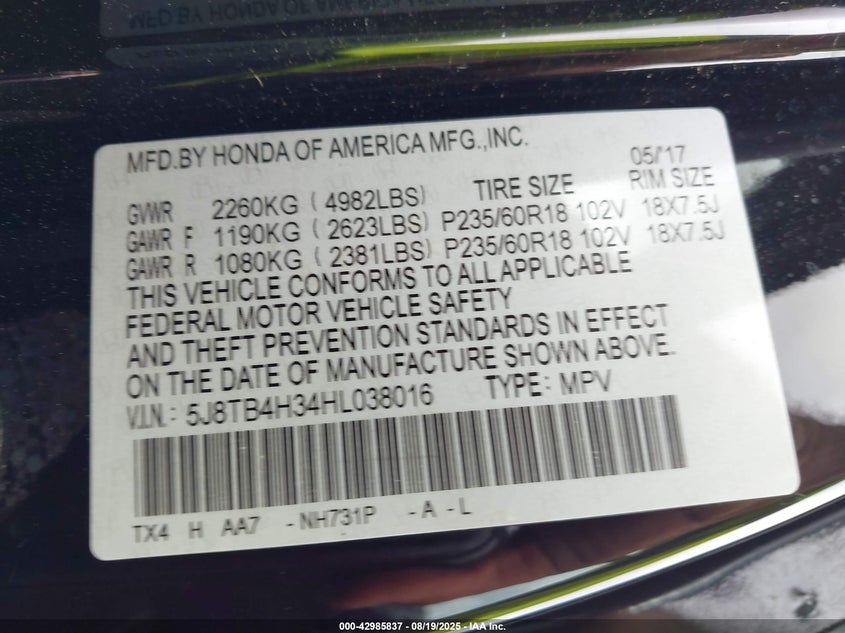 MFD.BY HONDA OF AMERICA MFG.,INC.
05/'17
GVWR 2260KG ( 4982LBS) TIRE SIZE RIM SIZE
GAWR F 1190KG ( 2623LBS) P235/60R18 102V 18X7.5J
GAWR R 1080KG ( 2381LBS) P235/60R18 102V 18X7.5J
THIS VEHICLE CONFORMS TO ALL APPLICABLE
FEDERAL MOTOR VEHICLE SAFETY
AND THEFT PREVENTION STANDARDS IN EFFECT
ON THE DATE OF MANUFACTURE SHOWN ABOVE.
V.I.N.: 5J8TB4H34HL038016 TYPE: MPV
TX4 H AA7 -NH731P -A -L
000-42985837 - 08/19/2025 - IAA Inc.